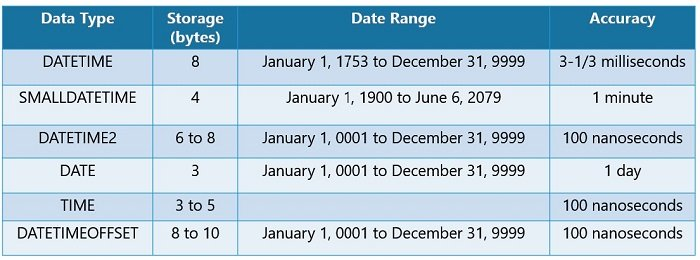 Data Type Storage (bytes) Date Range Accuracy
DATETIME 8 January 1, 1753 to December 31, 9999 3-1/3 milliseconds
SMALLDATETIME 4 January 1, 1900 to June 6, 2079 1 minute
DATETIME2 6 to 8 January 1, 0001 to December 31, 9999 100 nanoseconds
DATE 3 January 1, 0001 to December 31, 9999 1 day
TIME 3 to 5 100 nanoseconds
DATETIMEOFFSET 8 to 10 January 1, 0001 to December 31, 9999 100 nanoseconds